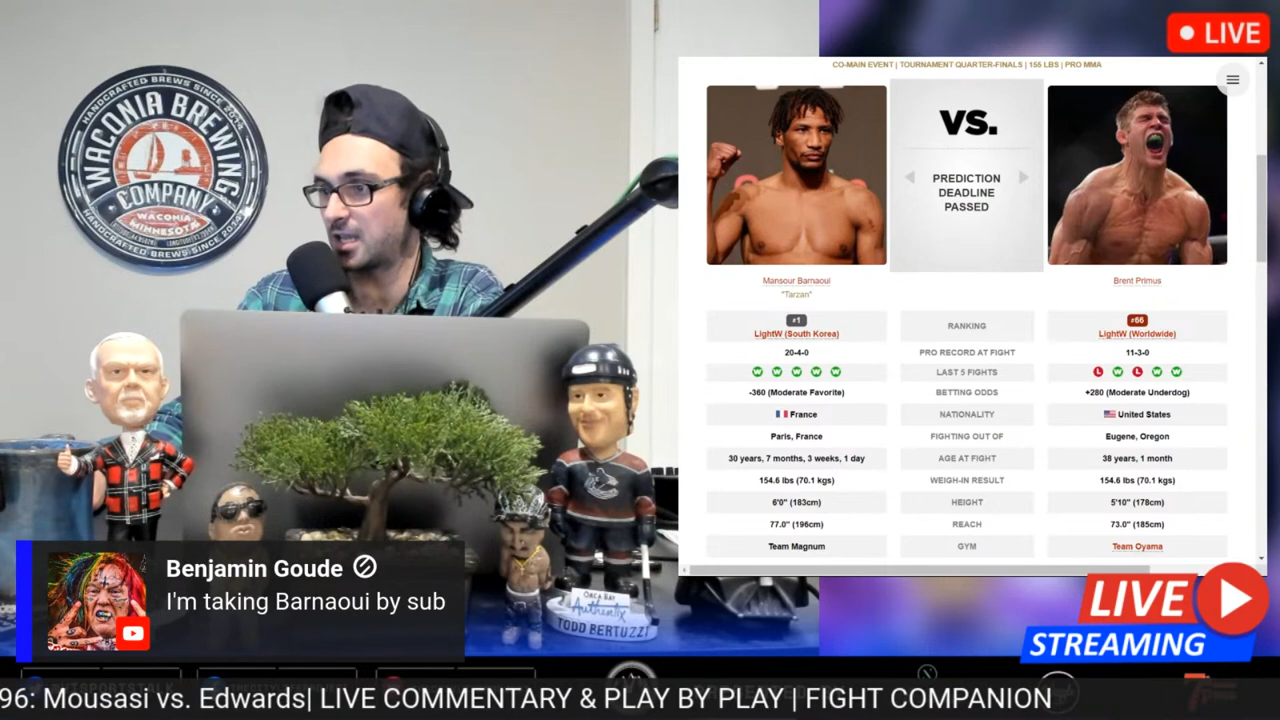 LIVE
HANDCRAFTED BREWS SINCE 2014
WACONIA BREWING
COMPANY
WACONIA
MINNESOTA
HANDCRAFTED BREWS SINCE 2014
CO-MAIN EVENT | TOURNAMENT QUARTER-FINALS | 155 LBS | PRO MMA
VS.
PREDICTION
DEADLINE
PASSED
Mansour Barnaoui
"Tarzan"
Brent Primus
#1
LightW (South Korea)
RANKING
#66
LightW (Worldwide)
20-4-0 PRO RECORD AT FIGHT 11-3-0
W W W W W LAST 5 FIGHTS L W L W W
-360 (Moderate Favorite) BETTING ODDS +280 (Moderate Underdog)
France NATIONALITY United States
Paris, France FIGHTING OUT OF Eugene, Oregon
30 years, 7 months, 3 weeks, 1 day AGE AT FIGHT 38 years, 1 month
154.6 lbs (70.1 kgs) WEIGH-IN RESULT 154.6 lbs (70.1 kgs)
6'0" (183cm) HEIGHT 5'10" (178cm)
77.0" (196cm) REACH 73.0" (185cm)
Team Magnum GYM Team Oyama
Benjamin Goude
I'm taking Barnaoui by sub
ORCA BAY
Authentix
TODD BERTUZZI
LIVE
STREAMING
96: Mousasi vs. Edwards| LIVE COMMENTARY & PLAY BY PLAY | FIGHT COMPANION